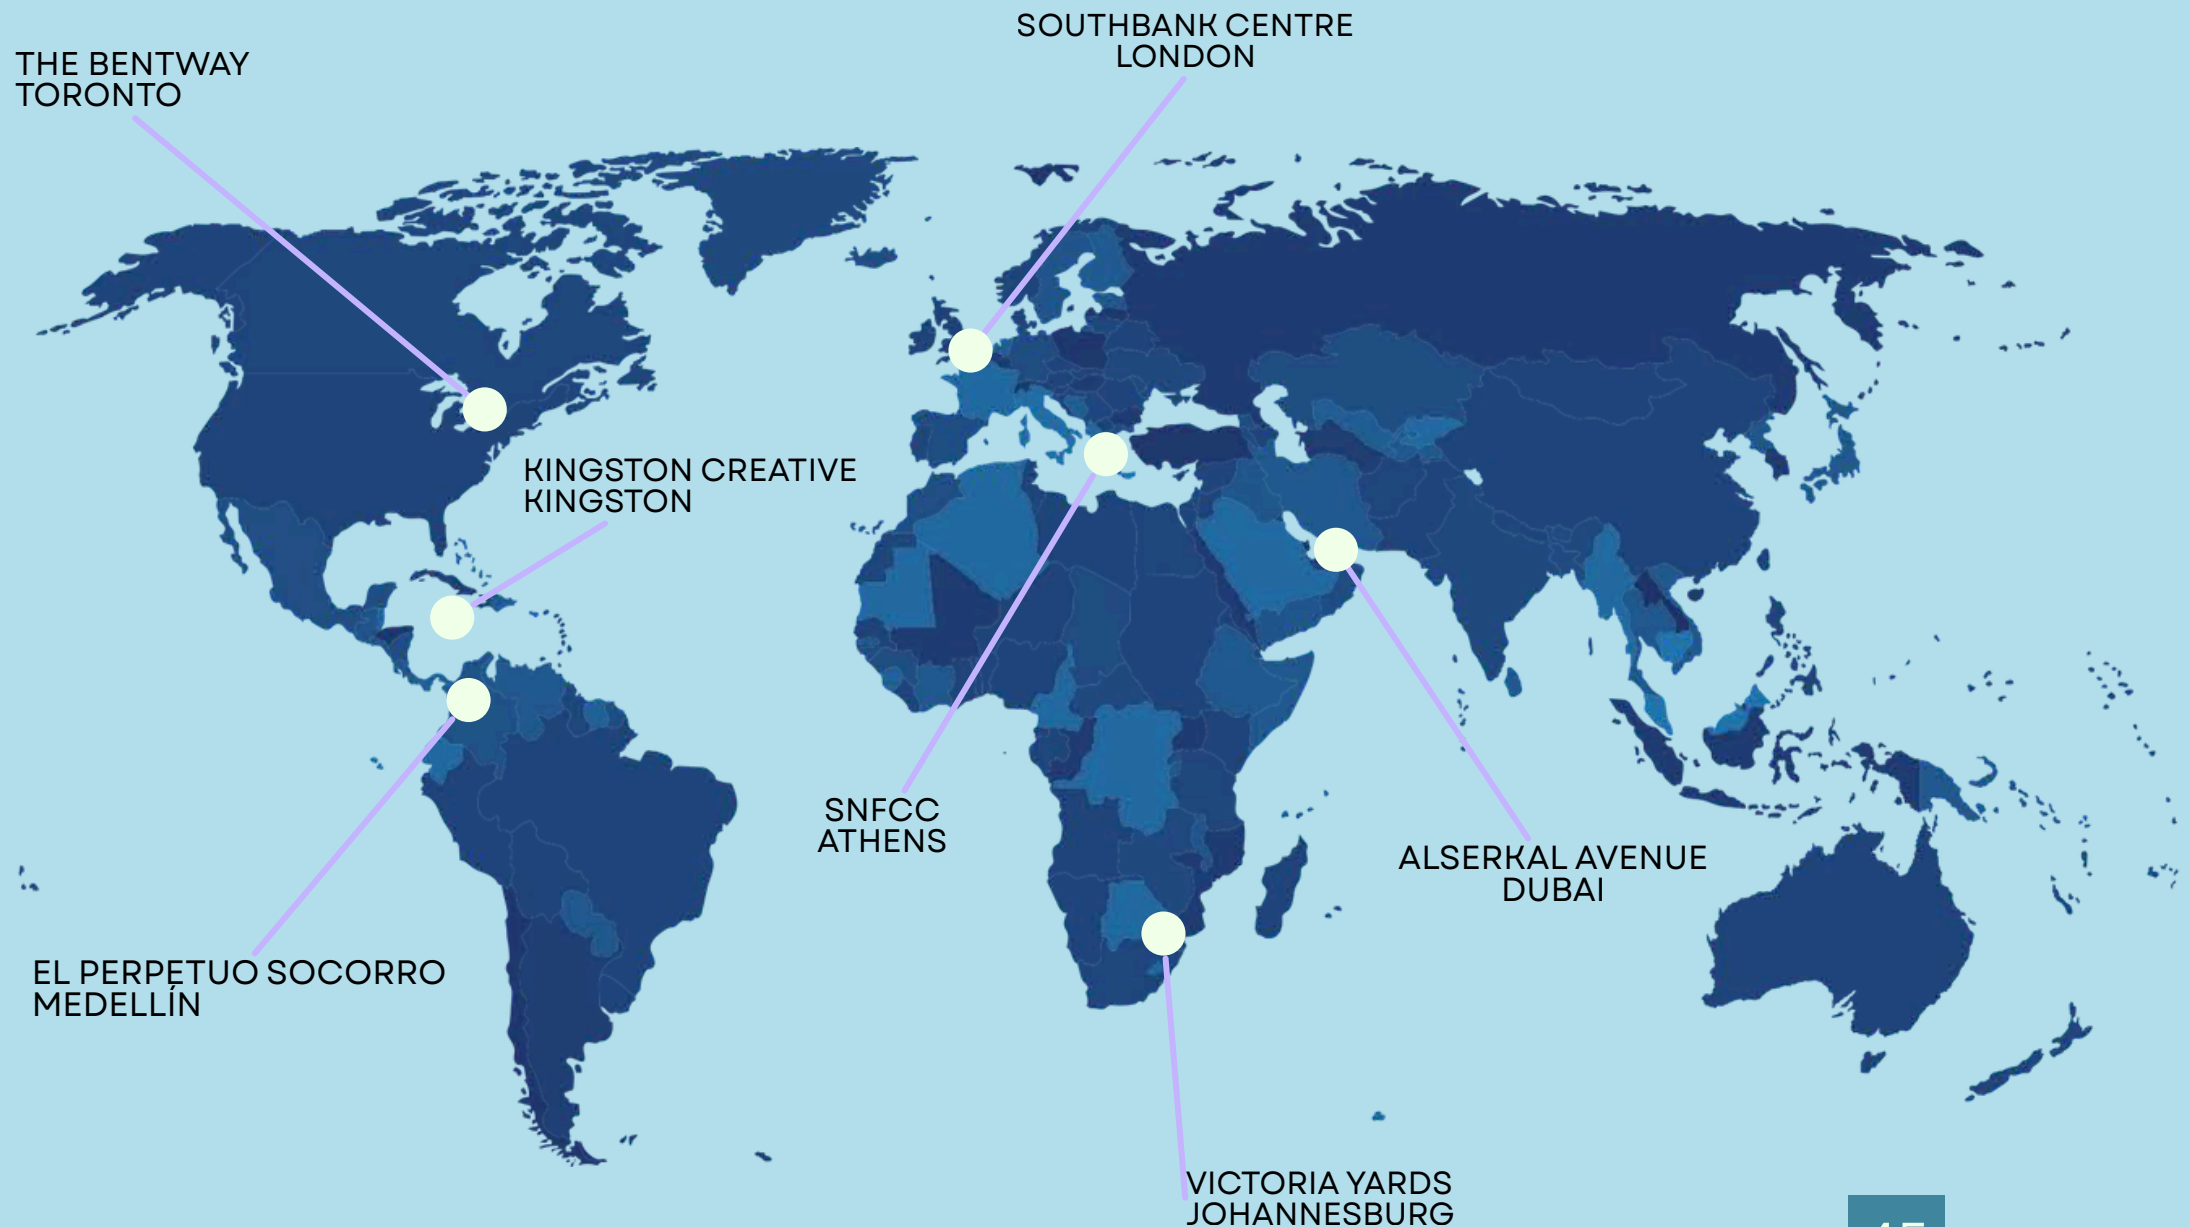 SOUTHBANK CENTRE
LONDON
THE BENTWAY
TORONTO
KINGSTON CREATIVE
KINGSTON
SNFCC
ATHENS
ALSERKAL AVENUE
DUBAI
EL PERPETUO SOCORRO
MEDELLÍN
VICTORIA YARDS
JOHANNESBURG